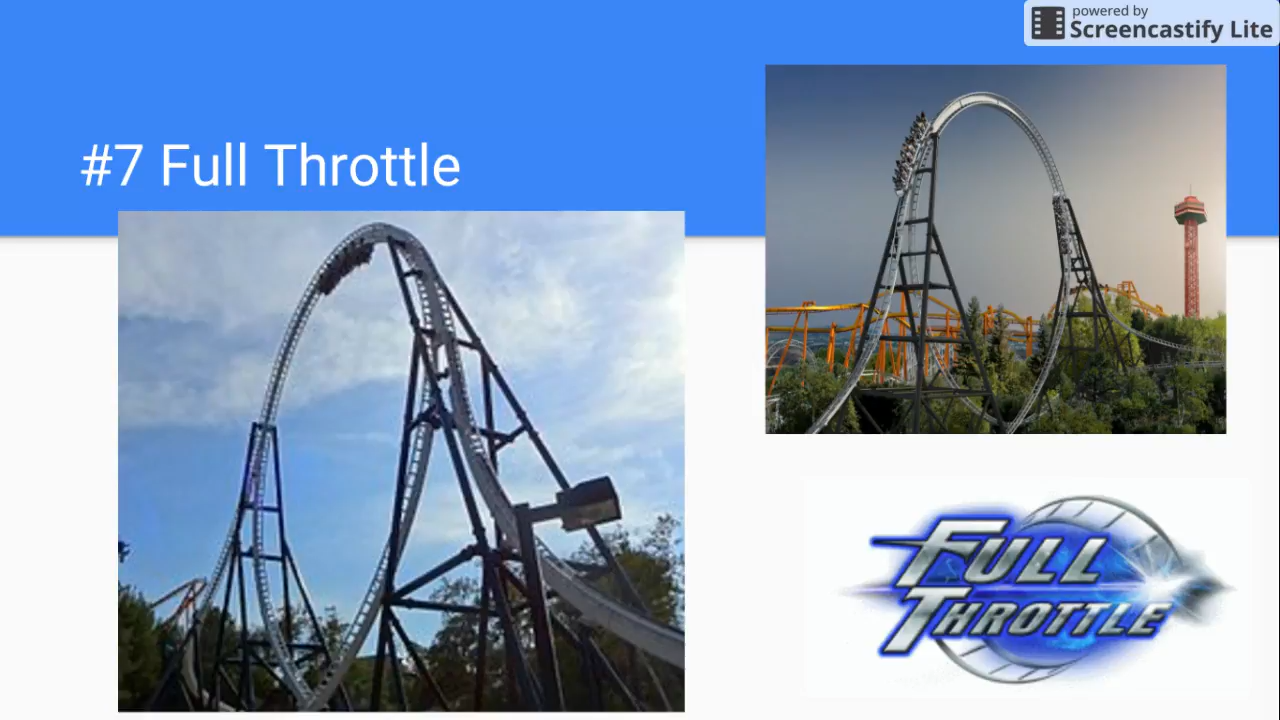 powered by
Screencastify Lite
#7 Full Throttle
FULL
THROTTLE